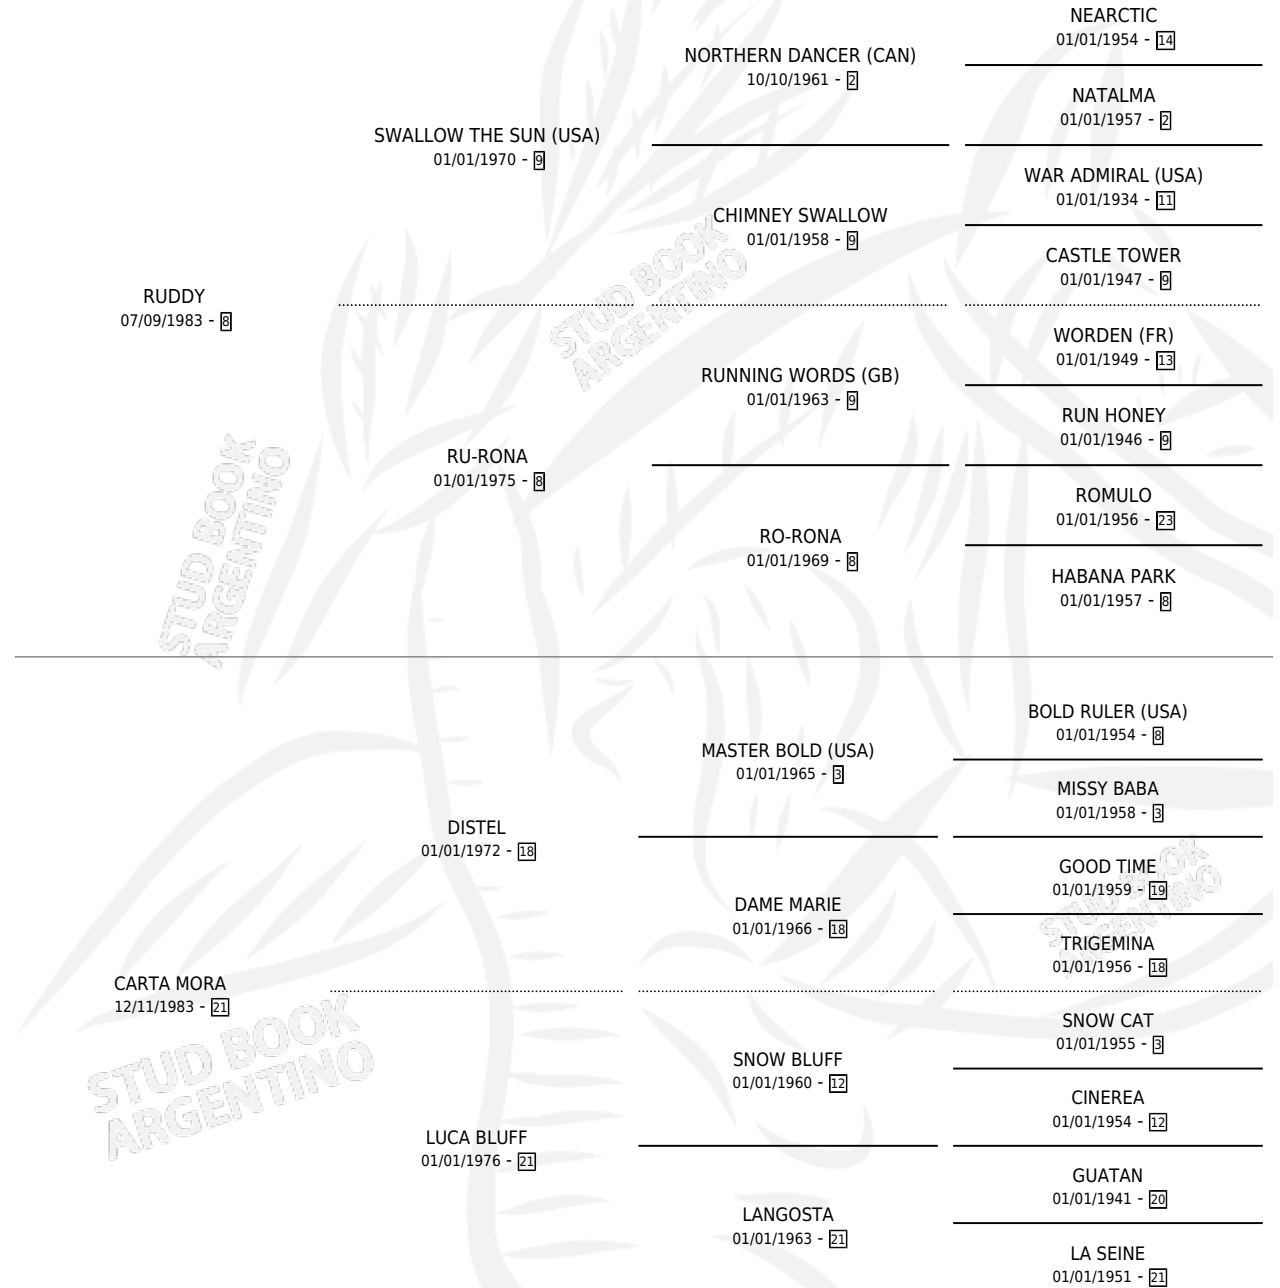 NEARCTIC
01/01/1954 - 14
NORTHERN DANCER (CAN)
10/10/1961 - 2
NATALMA
01/01/1957 - 2
SWALLOW THE SUN (USA)
01/01/1970 - 9
WAR ADMIRAL (USA)
01/01/1934 - 11
CHIMNEY SWALLOW
01/01/1958 - 9
CASTLE TOWER
01/01/1947 - 9
RUDDY
07/09/1983 - 8
STUD BOOK
ARGENTINO
WORDEN (FR)
01/01/1949 - 13
RUNNING WORDS (GB)
01/01/1963 - 9
RUN HONEY
01/01/1946 - 9
RU-RONA
01/01/1975 - 8
ROMULO
01/01/1956 - 23
RO-RONA
01/01/1969 - 8
HABANA PARK
01/01/1957 - 8
STUD BOOK
ARGENTINO
BOLD RULER (USA)
01/01/1954 - 8
MASTER BOLD (USA)
01/01/1965 - 3
MISSY BABA
01/01/1958 - 3
DISTEL
01/01/1972 - 18
GOOD TIME
01/01/1959 - 19
DAME MARIE
01/01/1966 - 18
STUD BOOK
ARGENTINO
TRIGEMINA
01/01/1956 - 18
CARTA MORA
12/11/1983 - 21
SNOW CAT
01/01/1955 - 3
SNOW BLUFF
01/01/1960 - 12
CINEREA
01/01/1954 - 12
STUD BOOK
ARGENTINO
LUCA BLUFF
01/01/1976 - 21
GUATAN
01/01/1941 - 20
LANGOSTA
01/01/1963 - 21
LA SEINE
01/01/1951 - 21